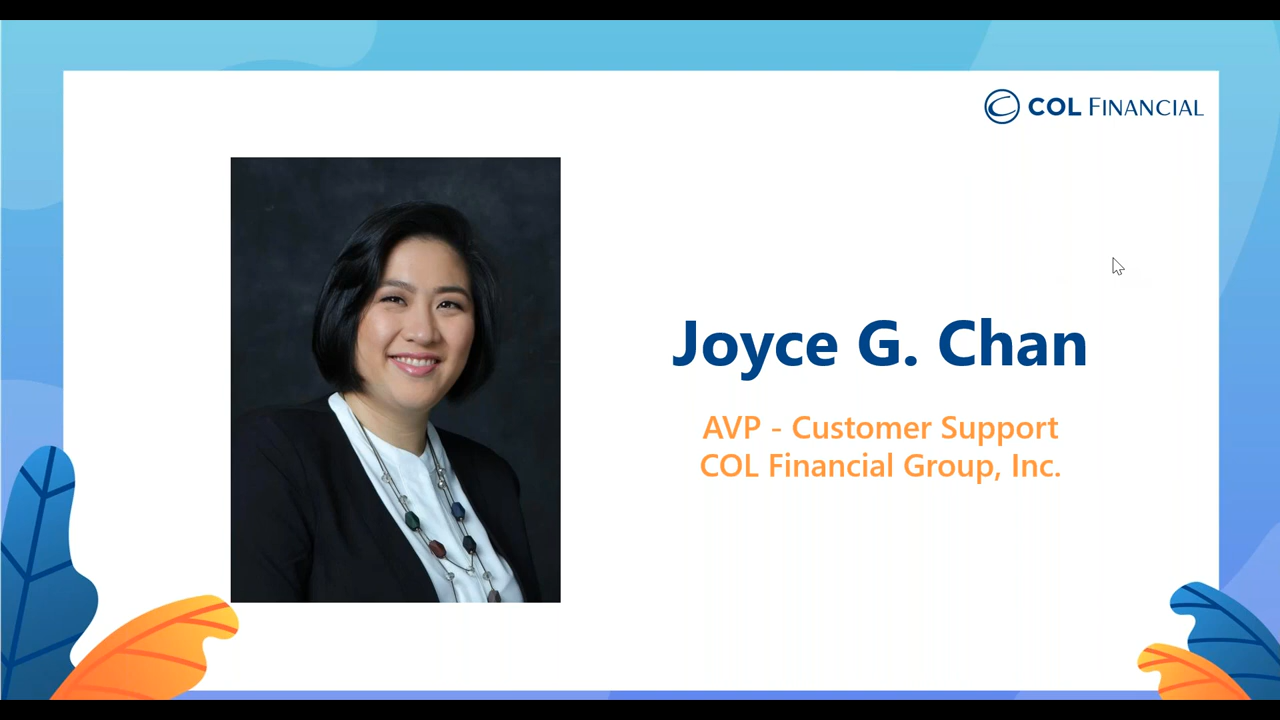 COL FINANCIAL
Joyce G. Chan
AVP - Customer Support
COL Financial Group, Inc.